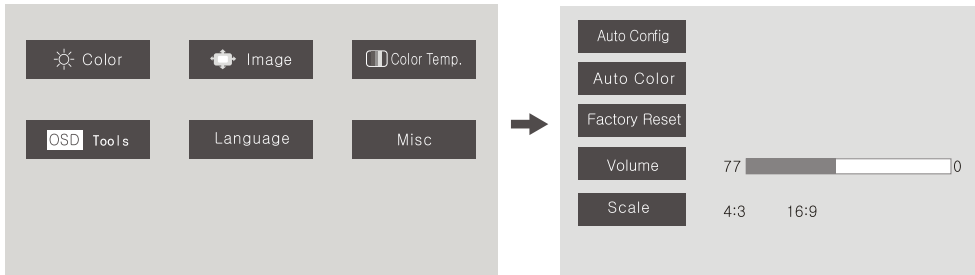 Color Image Color Temp.
OSD Tools Language Misc
Auto Config
Auto Color
Factory Reset
Volume 77 0
Scale 4:3 16:9